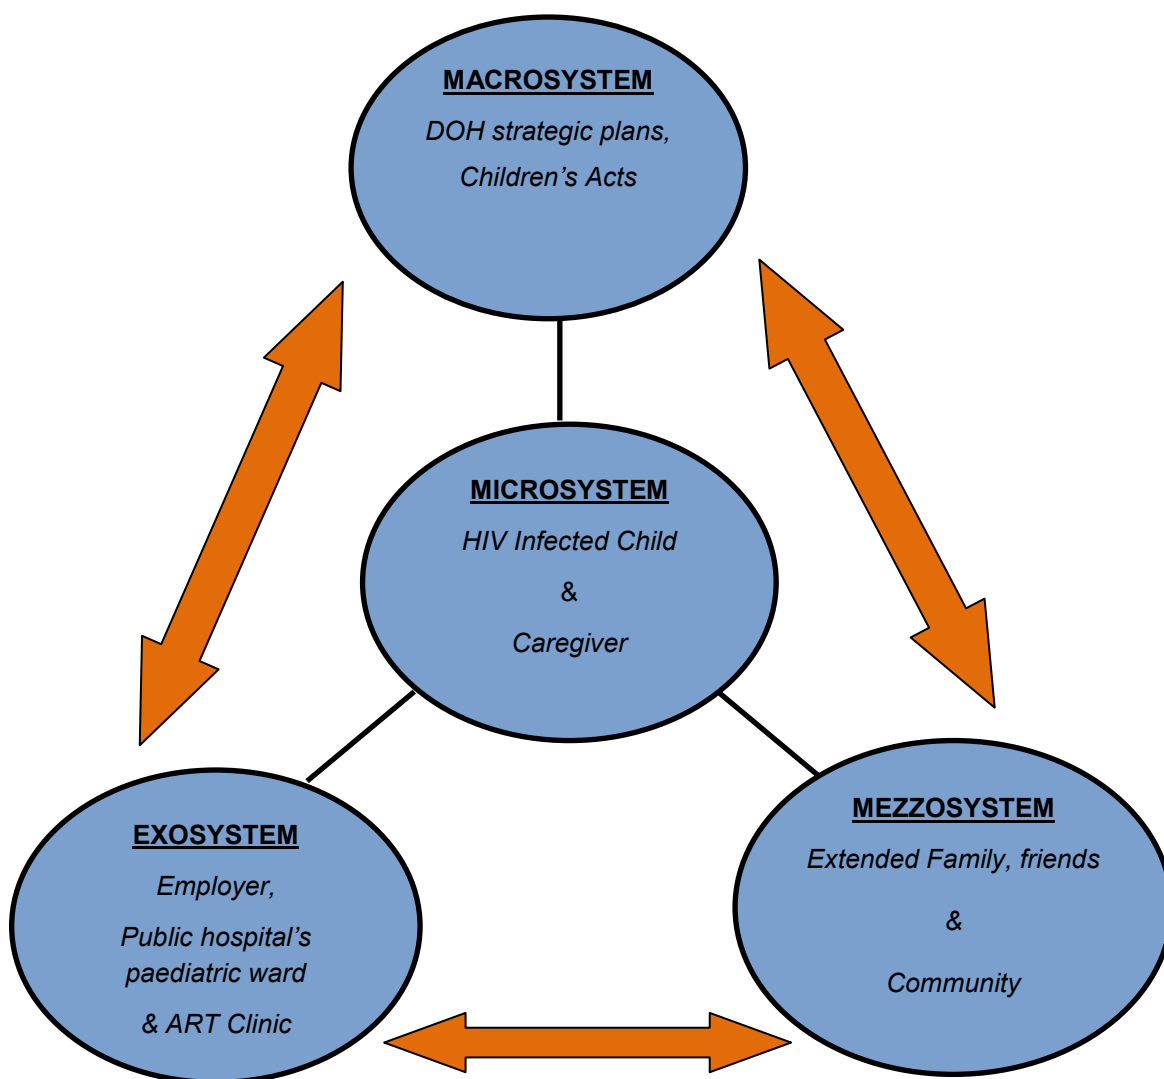 MACROSYSTEM
DOH strategic plans,
Children’s Acts
MICROSYSTEM
HIV Infected Child
&
Caregiver
EXOSYSTEM
Employer,
Public hospital’s
paediatric ward
& ART Clinic
MEZZOSYSTEM
Extended Family, friends
&
Community